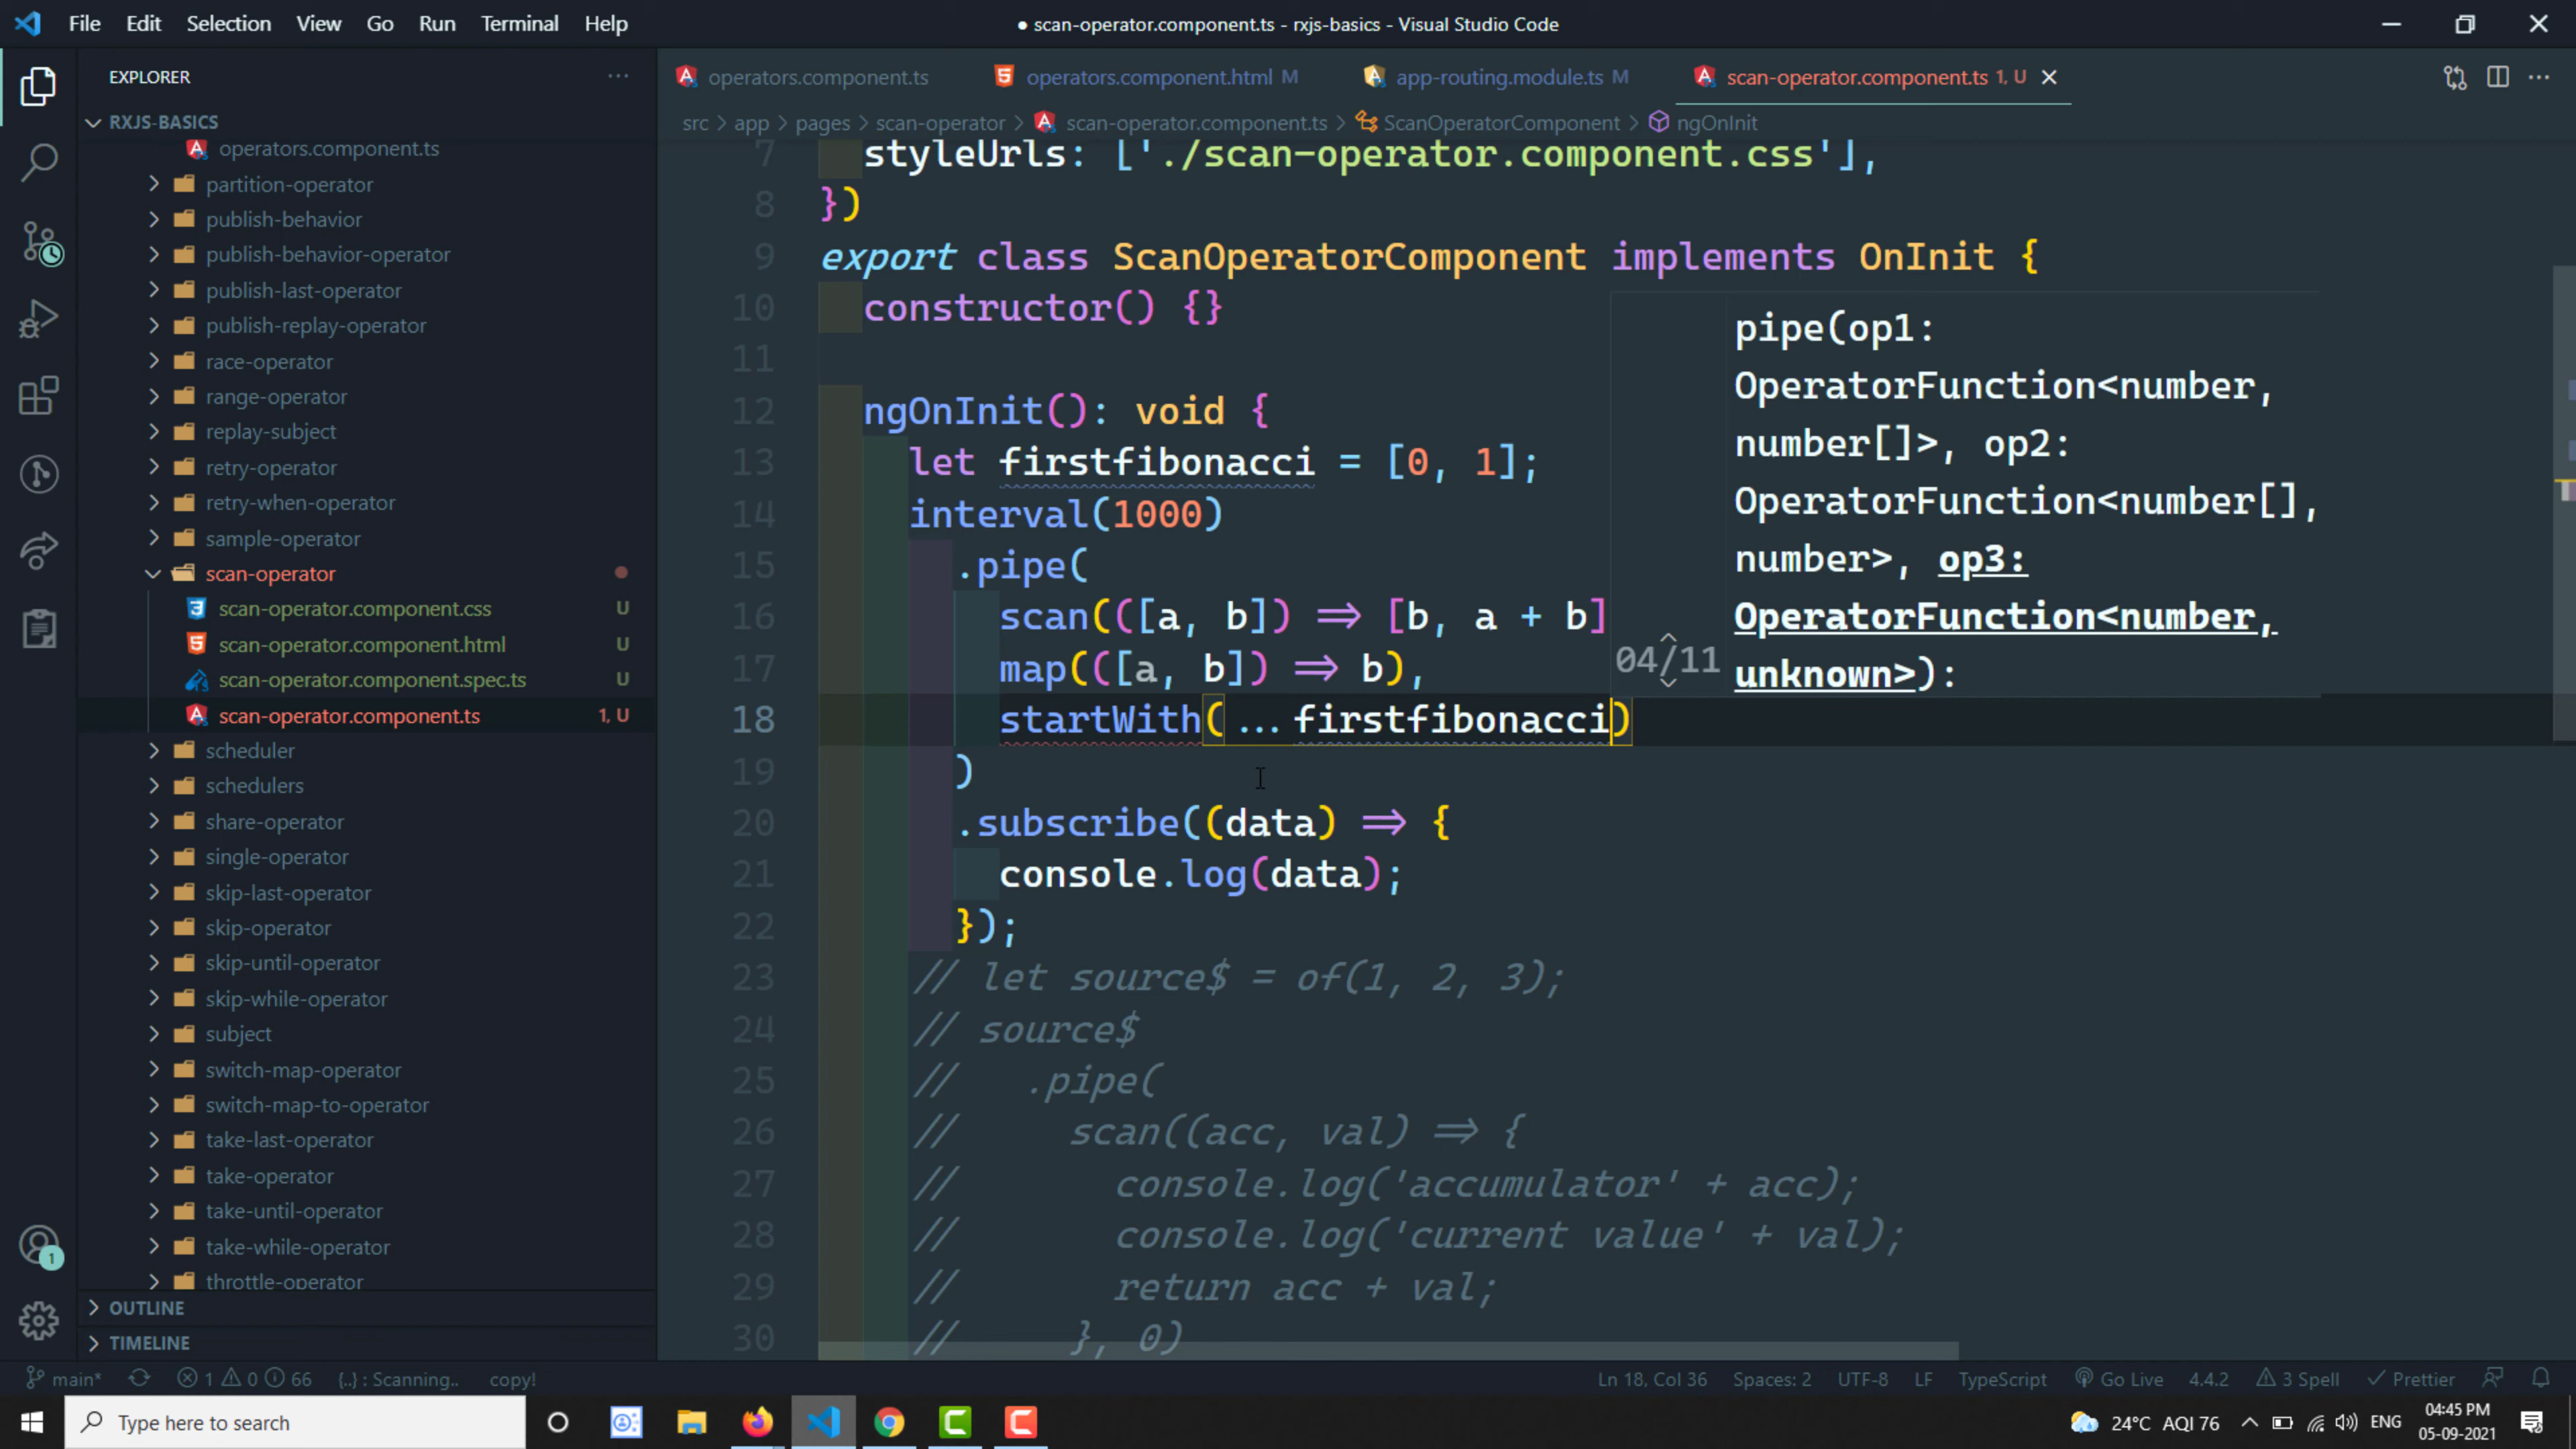 File Edit Selection View Go Run Terminal Help
● scan-operator.component.ts - rxjs-basics - Visual Studio Code
EXPLORER
RXJS-BASICS
operators.component.ts
partition-operator
publish-behavior
publish-behavior-operator
publish-last-operator
publish-replay-operator
race-operator
range-operator
replay-subject
retry-operator
retry-when-operator
sample-operator
scan-operator
scan-operator.component.css U
scan-operator.component.html U
scan-operator.component.spec.ts U
scan-operator.component.ts 1, U
scheduler
schedulers
share-operator
single-operator
skip-last-operator
skip-operator
skip-until-operator
skip-while-operator
subject
switch-map-operator
switch-map-to-operator
take-last-operator
take-operator
take-until-operator
take-while-operator
throttle-operator
OUTLINE
TIMELINE
operators.component.ts operators.component.html M app-routing.module.ts M scan-operator.component.ts 1, U
src > app > pages > scan-operator > scan-operator.component.ts > ScanOperatorComponent > ngOnInit
7 styleUrls: ['./scan-operator.component.css'],
8 })
9 export class ScanOperatorComponent implements OnInit {
10 constructor() {}
11
12 ngOnInit(): void {
13 let firstfibonacci = [0, 1];
14 interval(1000)
15 .pipe(
16 scan(([a, b]) => [b, a + b]
17 map(([a, b]) => b),
18 startWith(...firstfibonacci)
19 )
20 .subscribe((data) => {
21 console.log(data);
22 });
23 // let source$ = of(1, 2, 3);
24 // source$
25 // .pipe(
26 // scan((acc, val) => {
27 // console.log('accumulator' + acc);
28 // console.log('current value' + val);
29 // return acc + val;
30 // }, 0)
04/11
pipe(op1:
OperatorFunction<number,
number[]>, op2:
OperatorFunction<number[],
number>, op3:
OperatorFunction<number,
unknown>):
main* 1 0 66 {..} : Scanning.. copy! Ln 18, Col 36 Spaces: 2 UTF-8 LF TypeScript Go Live 4.4.2 3 Spell Prettier
1
Type here to search
24°C AQI 76 ENG
04:45 PM
05-09-2021